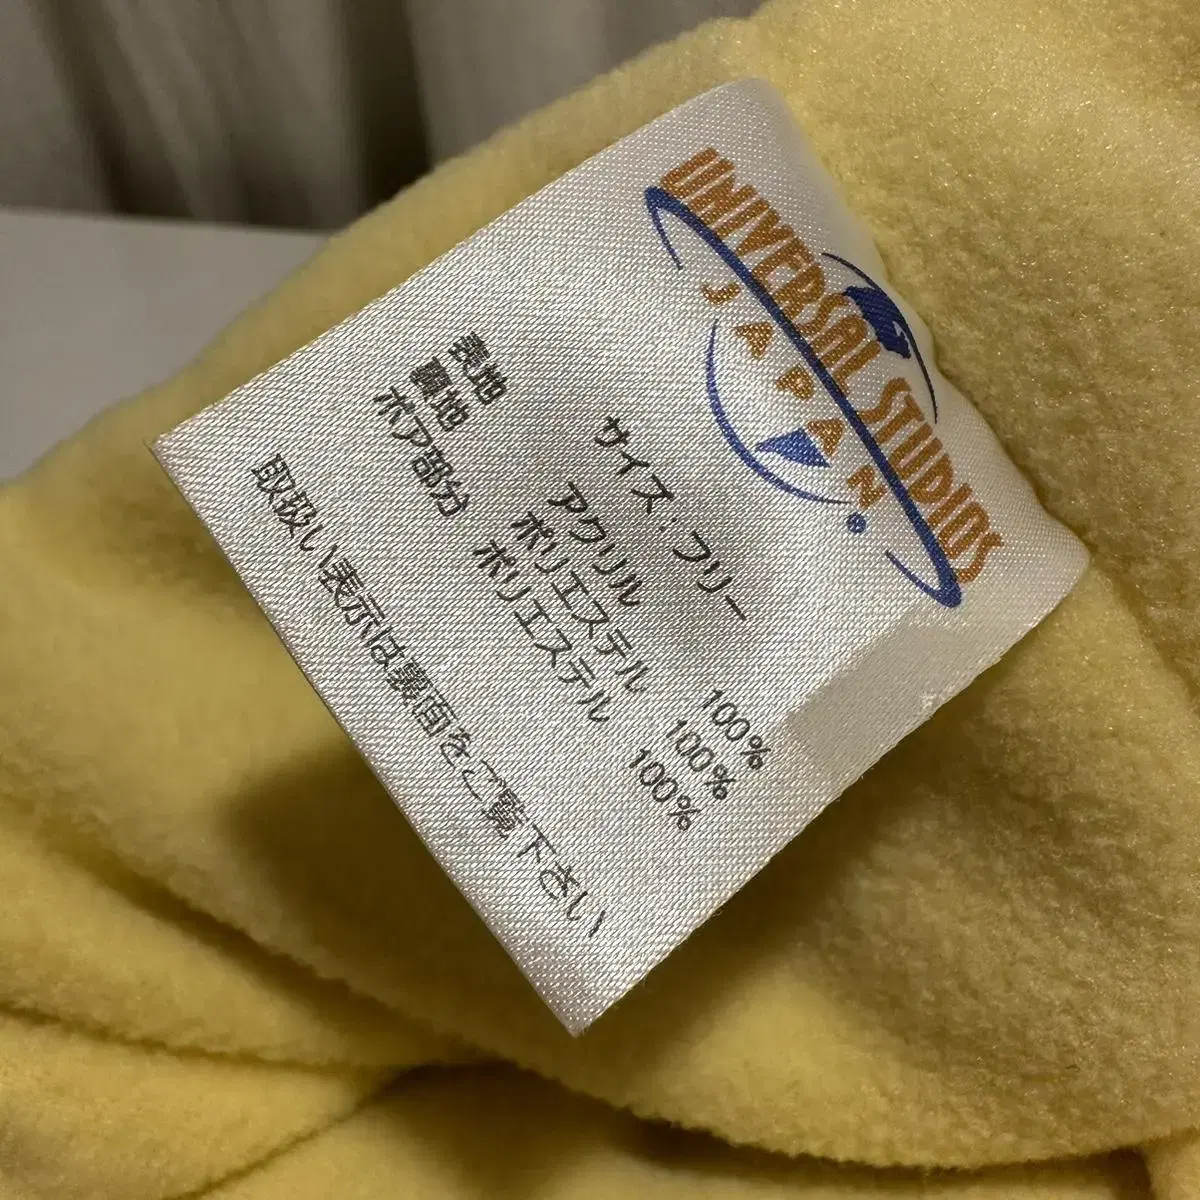 UNIVERSAL STUDIOS
JAPAN®
サイズ:フリー
表地 アクリル 100%
裏地 ポリエステル 100%
ボア部分 ポリエステル 100%
取扱い表示は裏面をご覧下さい